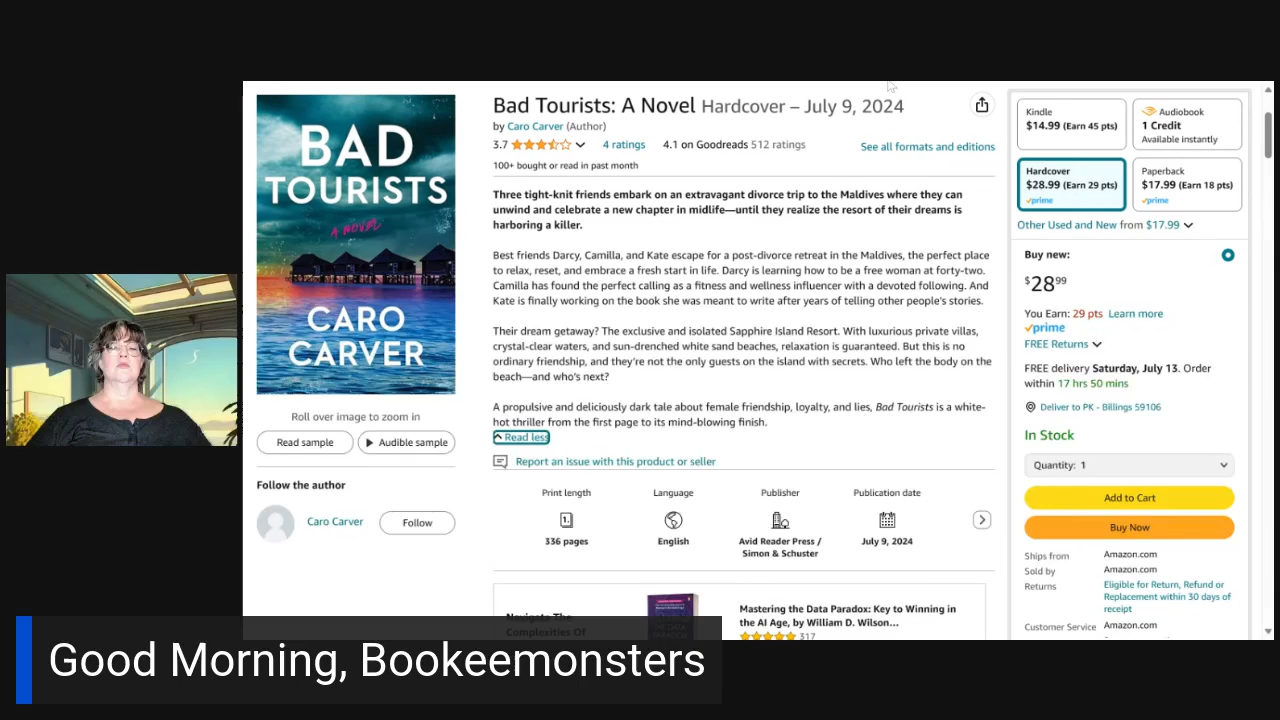 BAD
TOURISTS
A NOVEL
CARO
CARVER
Roll over image to zoom in
Read sample
Audible sample
Follow the author
Caro Carver
Follow
Bad Tourists: A Novel Hardcover – July 9, 2024
by Caro Carver (Author)
3.7 4 ratings 4.1 on Goodreads 512 ratings
See all formats and editions
100+ bought or read in past month
Three tight-knit friends embark on an extravagant divorce trip to the Maldives where they can
unwind and celebrate a new chapter in midlife—until they realize the resort of their dreams is
harboring a killer.
Best friends Darcy, Camilla, and Kate escape for a post-divorce retreat in the Maldives, the perfect place
to relax, reset, and embrace a fresh start in life. Darcy is learning how to be a free woman at forty-two.
Camilla has found the perfect calling as a fitness and wellness influencer with a devoted following. And
Kate is finally working on the book she was meant to write after years of telling other people's stories.
Their dream getaway? The exclusive and isolated Sapphire Island Resort. With luxurious private villas,
crystal-clear waters, and sun-drenched white sand beaches, relaxation is guaranteed. But this is no
ordinary friendship, and they're not the only guests on the island with secrets. Who left the body on the
beach—and who's next?
A propulsive and deliciously dark tale about female friendship, loyalty, and lies, Bad Tourists is a white-
hot thriller from the first page to its mind-blowing finish.
Read less
Report an issue with this product or seller
Print length
336 pages
Language
English
Publisher
Avid Reader Press /
Simon & Schuster
Publication date
July 9, 2024
Navigate The
Complexities Of
Mastering the Data Paradox: Key to Winning in
the AI Age, by William D. Wilson...
317
Kindle
$14.99 (Earn 45 pts)
Audiobook
1 Credit
Available instantly
Hardcover
$28.99 (Earn 29 pts)
prime
Paperback
$17.99 (Earn 18 pts)
prime
Other Used and New from $17.99
Buy new:
$28 99
You Earn: 29 pts Learn more
prime
FREE Returns
FREE delivery Saturday, July 13. Order
within 17 hrs 50 mins
Deliver to PK - Billings 59106
In Stock
Quantity: 1
Add to Cart
Buy Now
Ships from Amazon.com
Sold by Amazon.com
Returns Eligible for Return, Refund or
Replacement within 30 days of
receipt
Customer Service Amazon.com
Good Morning, Bookeemonsters